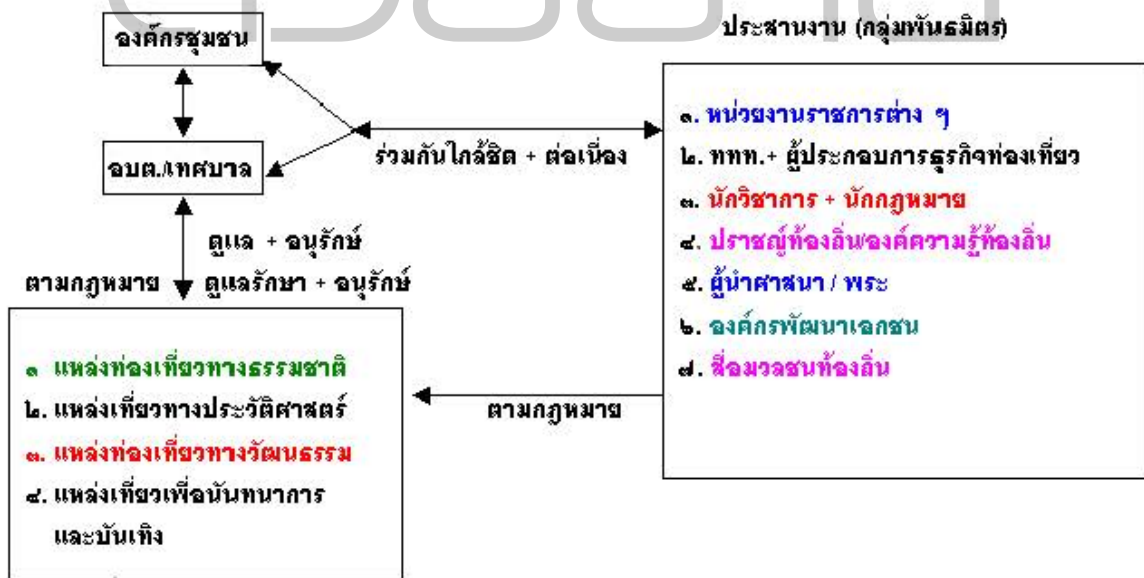 องค์กรชุมชน
ประสานงาน (กลุ่มพันธมิตร)
อบต./เทศบาล
ร่วมกันใกล้ชิด + ต่อเนื่อง
๑. หน่วยงานราชการต่าง ๆ
๒. ททท.+ ผู้ประกอบการธุรกิจท่องเที่ยว
๓. นักวิชาการ + นักกฎหมาย
๔. ปราชญ์ท้องถิ่น/องค์ความรู้ท้องถิ่น
๕. ผู้นำศาสนา / พระ
๖. องค์กรพัฒนาเอกชน
๗. สื่อมวลชนท้องถิ่น
ดูแล + อนุรักษ์
ตามกฎหมาย ดูแลรักษา + อนุรักษ์
ตามกฎหมาย
๑ แหล่งท่องเที่ยวทางธรรมชาติ
๒. แหล่งเที่ยวทางประวัติศาสตร์
๓. แหล่งท่องเที่ยวทางวัฒนธรรม
๔. แหล่งเที่ยวเพื่อนันทนาการ
และบันเทิง